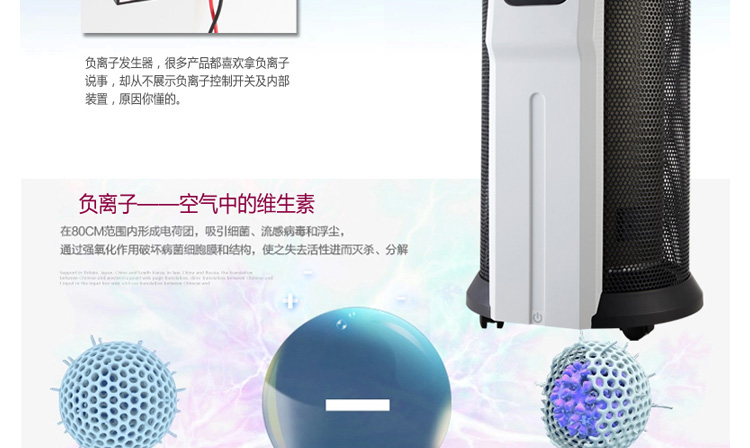 负离子发生器，很多产品都喜欢拿负离子
说事，却从不展示负离子控制开关及内部
装置，原因你懂的。
负离子——空气中的维生素
在80CM范围内形成电荷团，吸引细菌、流感病毒和浮尘，
通过强氧化作用破坏病菌细胞膜和结构，使之失去活性进而灭杀、分解